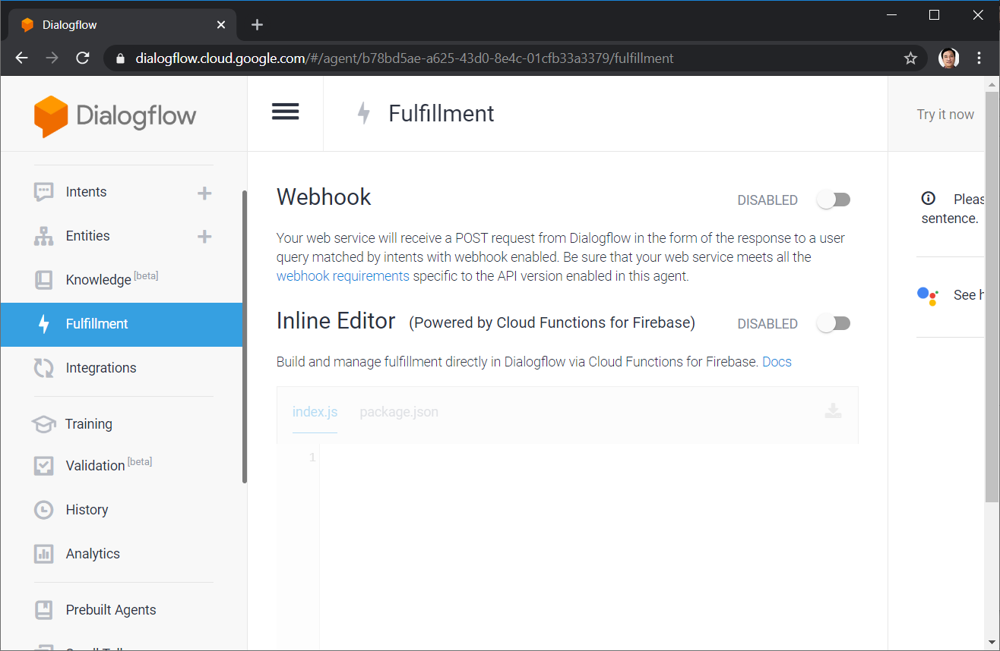 Dialogflow
dialogflow.cloud.google.com/#/agent/b78bd5ae-a625-43d0-8e4c-01cfb33a3379/fulfillment
Dialogflow
Fulfillment
Try it now
Intents
Entities
Knowledge [beta]
Fulfillment
Integrations
Training
Validation [beta]
History
Analytics
Prebuilt Agents
Webhook
DISABLED
Your web service will receive a POST request from Dialogflow in the form of the response to a user
query matched by intents with webhook enabled. Be sure that your web service meets all the
webhook requirements specific to the API version enabled in this agent.
Inline Editor (Powered by Cloud Functions for Firebase)
DISABLED
Build and manage fulfillment directly in Dialogflow via Cloud Functions for Firebase. Docs
index.js
package.json
1
sentence.
See